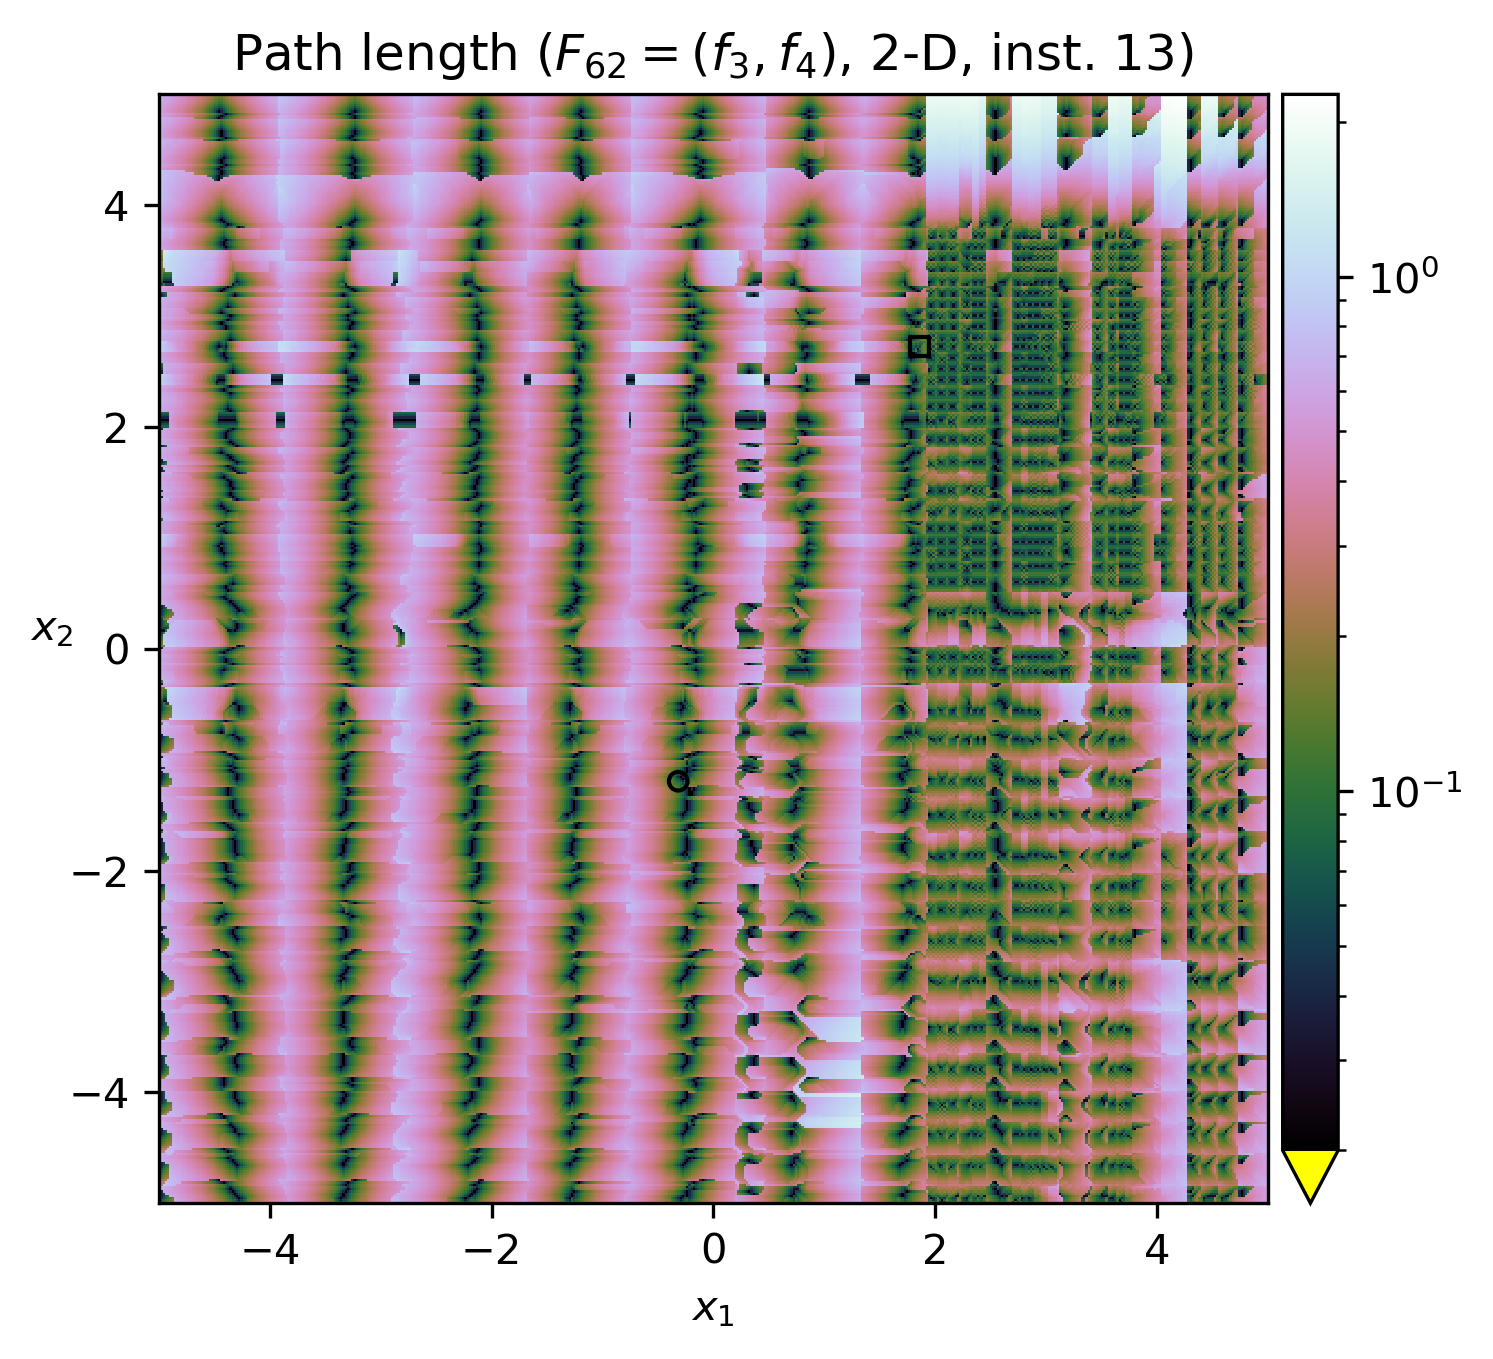 Path length (F₆₂ = (f₃, f₄), 2-D, inst. 13)
4
2
0
−2
−4
x₂
−4 −2 0 2 4
x₁
10⁰
10⁻¹